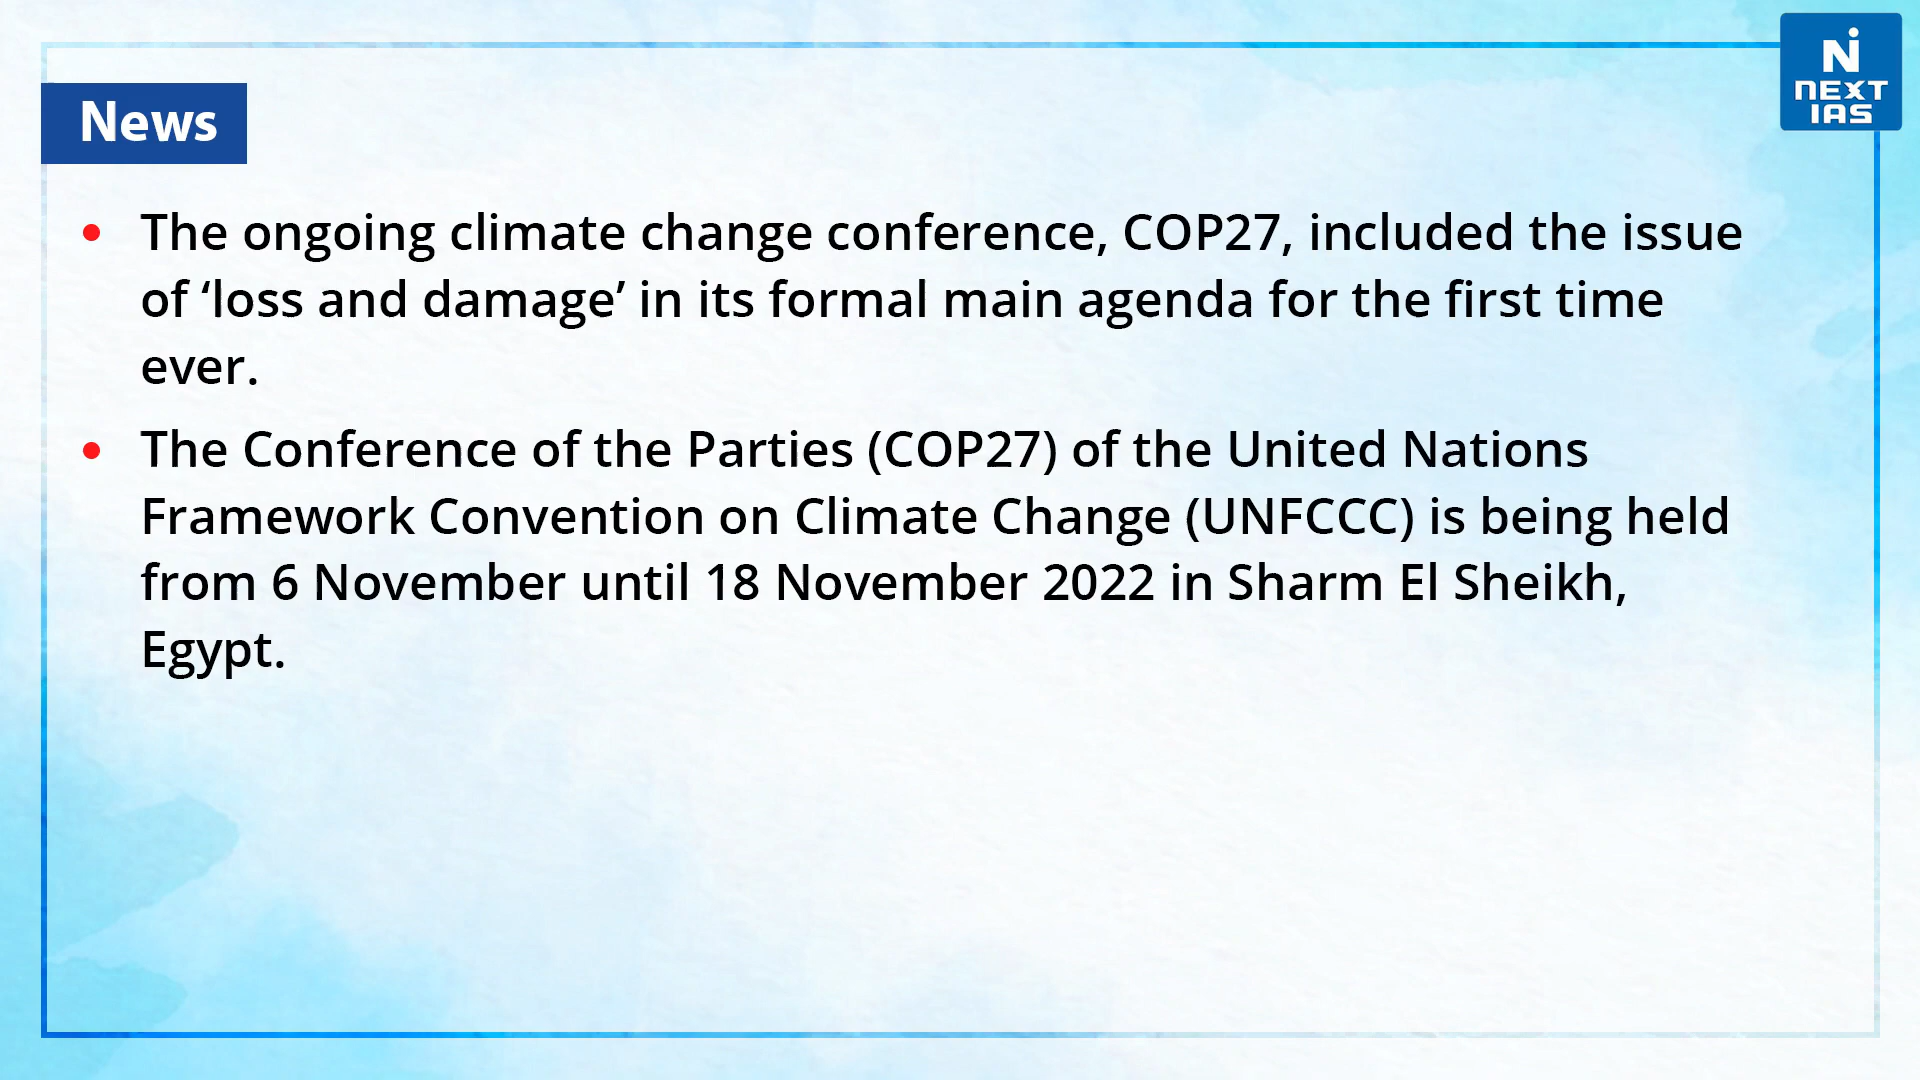 N
NEXT
IAS
News
• The ongoing climate change conference, COP27, included the issue
of ‘loss and damage’ in its formal main agenda for the first time
ever.
• The Conference of the Parties (COP27) of the United Nations
Framework Convention on Climate Change (UNFCCC) is being held
from 6 November until 18 November 2022 in Sharm El Sheikh,
Egypt.